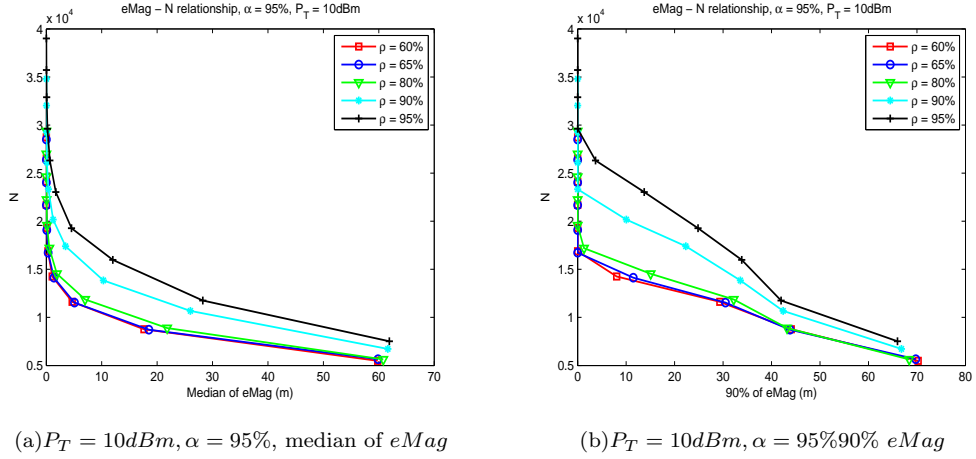 eMag – N relationship, α = 95%, P_T = 10dBm
x 10^4
4
3.5
3
2.5
2
1.5
1
0.5
N
0 10 20 30 40 50 60 70
Median of eMag (m)
ρ = 60%
ρ = 65%
ρ = 80%
ρ = 90%
ρ = 95%
(a)P_T = 10dBm, α = 95%, median of eMag
eMag – N relationship, α = 95%, P_T = 10dBm
x 10^4
4
3.5
3
2.5
2
1.5
1
0.5
N
0 10 20 30 40 50 60 70 80
90% of eMag (m)
ρ = 60%
ρ = 65%
ρ = 80%
ρ = 90%
ρ = 95%
(b)P_T = 10dBm, α = 95%90% eMag